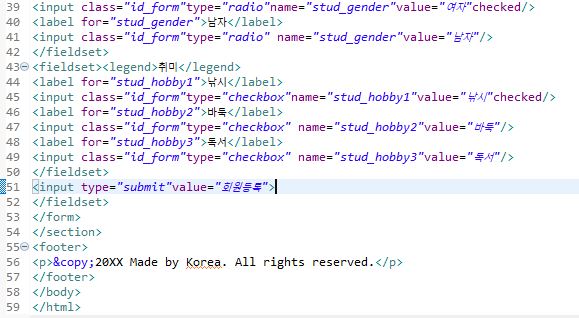 39 <input class="id_form"type="radio"name="stud_gender"value="여자"checked/>
40 <label for="stud_gender">남자</label>
41 <input class="id_form"type="radio" name="stud_gender"value="남자"/>
42 </fieldset>
43 <fieldset><legend>취미</legend>
44 <label for="stud_hobby1">낚시</label>
45 <input class="id_form"type="checkbox"name="stud_hobby1"value="낚시"checked/>
46 <label for="stud_hobby2">바둑</label>
47 <input class="id_form"type="checkbox" name="stud_hobby2"value="바둑"/>
48 <label for="stud_hobby3">독서</label>
49 <input class="id_form"type="checkbox" name="stud_hobby3"value="독서"/>
50 </fieldset>
51 <input type="submit"value="회원등록">
52 </fieldset>
53 </form>
54 </section>
55 <footer>
56 <p>&copy;20XX Made by Korea. All rights reserved.</p>
57 </footer>
58 </body>
59 </html>